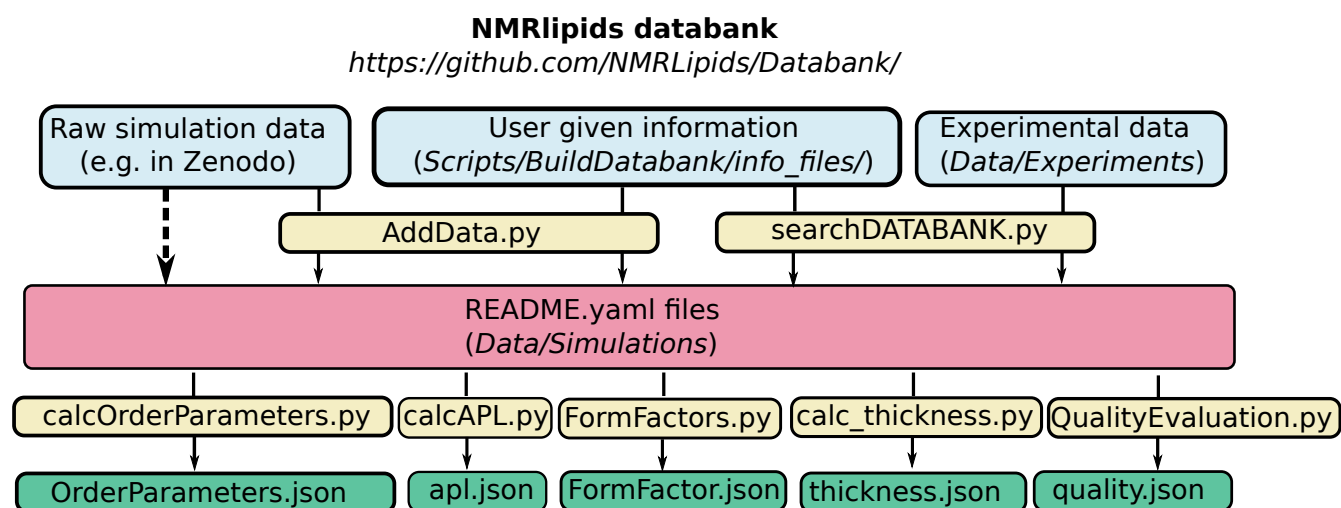 NMRlipids databank
https://github.com/NMRLipids/Databank/
Raw simulation data
(e.g. in Zenodo)
User given information
(Scripts/BuildDatabank/info_files/)
Experimental data
(Data/Experiments)
AddData.py
searchDATABANK.py
README.yaml files
(Data/Simulations)
calcOrderParameters.py
calcAPL.py
FormFactors.py
calc_thickness.py
QualityEvaluation.py
OrderParameters.json
apl.json
FormFactor.json
thickness.json
quality.json